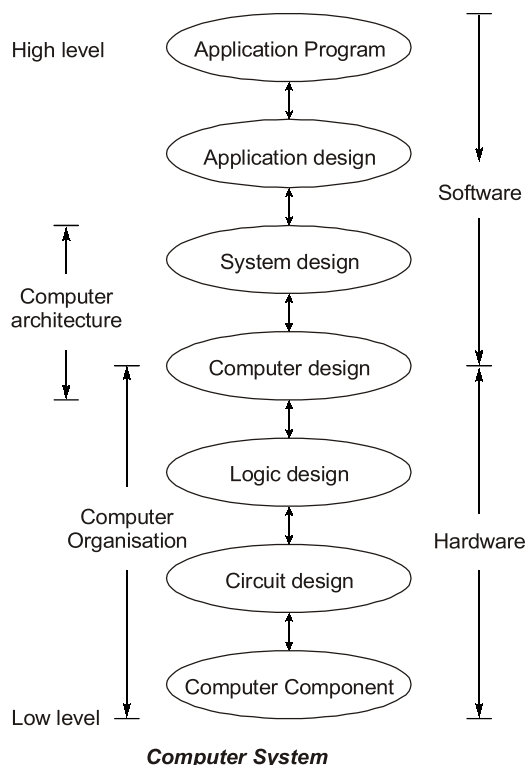 High level
Application Program
Application design
Software
System design
Computer
architecture
Computer design
Logic design
Computer
Organisation
Hardware
Circuit design
Computer Component
Low level
Computer System